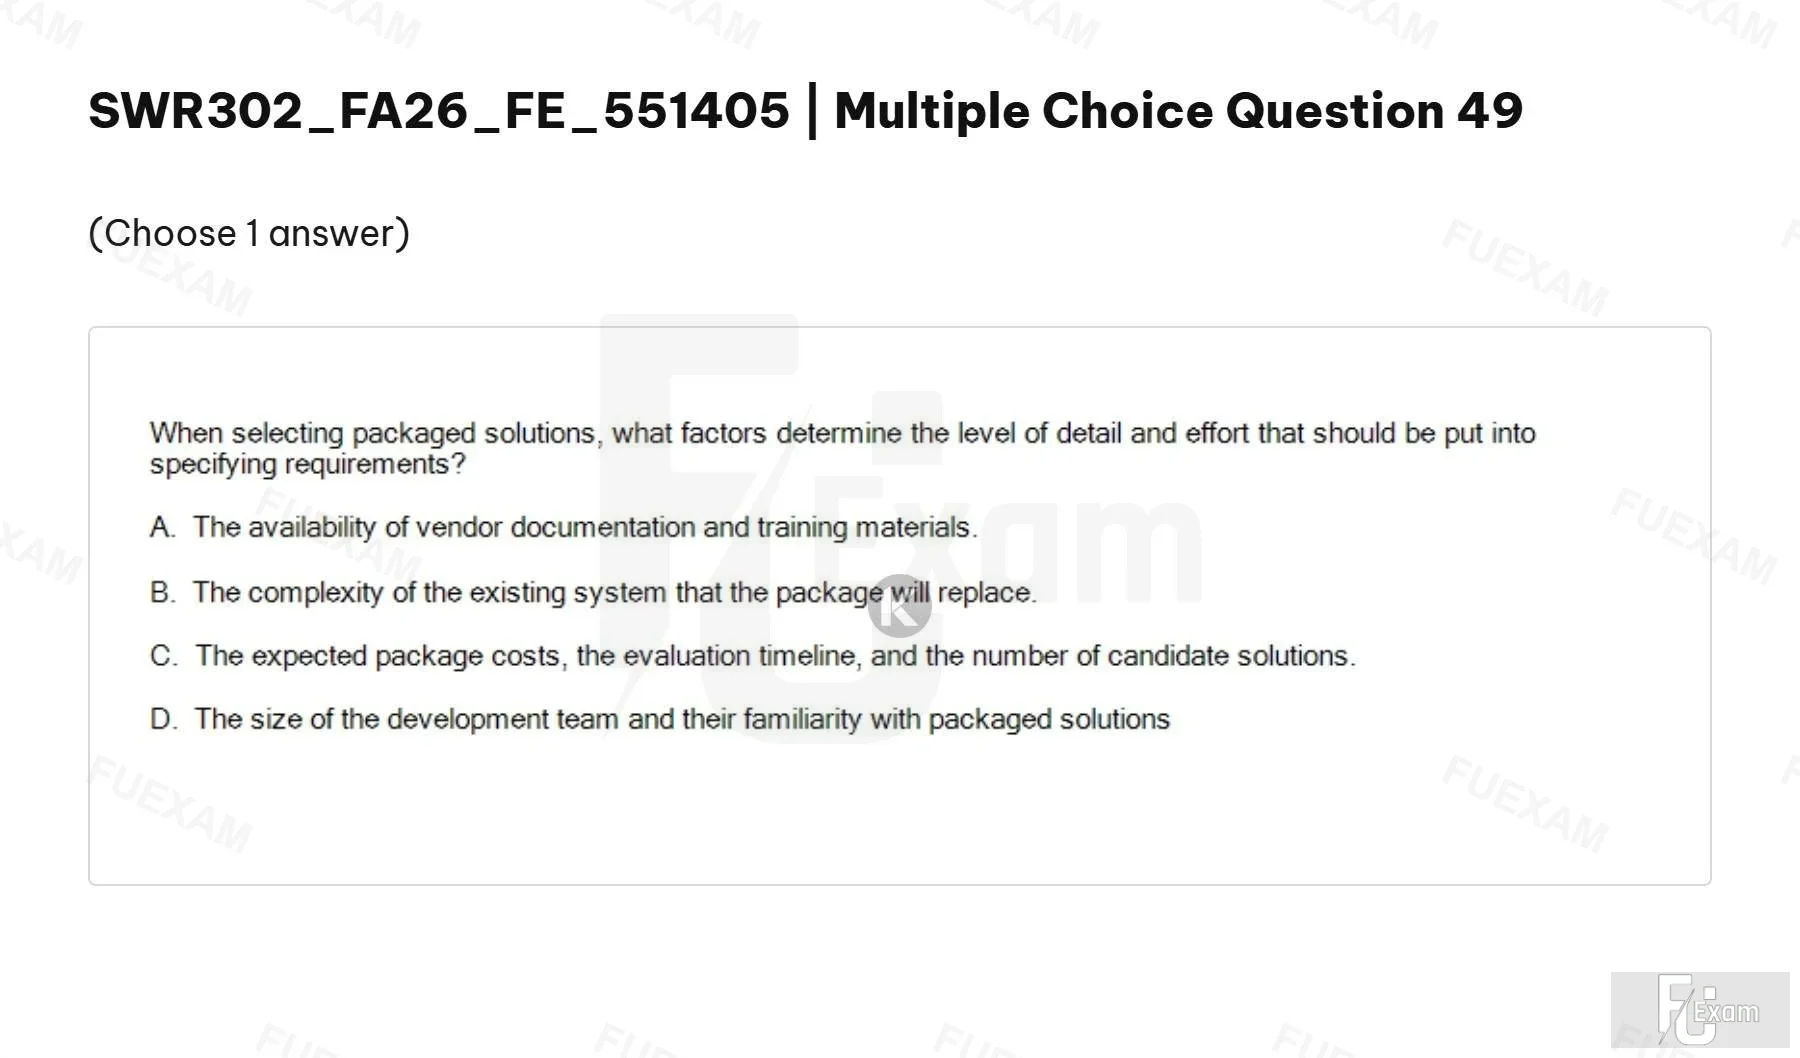 SWR302_FA26_FE_551405 | Multiple Choice Question 49
(Choose 1 answer)
When selecting packaged solutions, what factors determine the level of detail and effort that should be put into
specifying requirements?
A. The availability of vendor documentation and training materials.
B. The complexity of the existing system that the package will replace.
C. The expected package costs, the evaluation timeline, and the number of candidate solutions.
D. The size of the development team and their familiarity with packaged solutions
FUEXAM
FU Exam
K